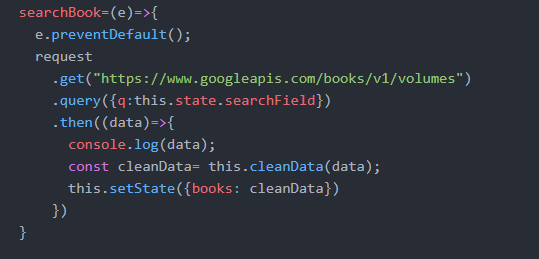 searchBook=(e)=>{
e.preventDefault();
request
.get("https://www.googleapis.com/books/v1/volumes")
.query({q:this.state.searchField})
.then((data)=>{
console.log(data);
const cleanData= this.cleanData(data);
this.setState({books: cleanData})
})
}